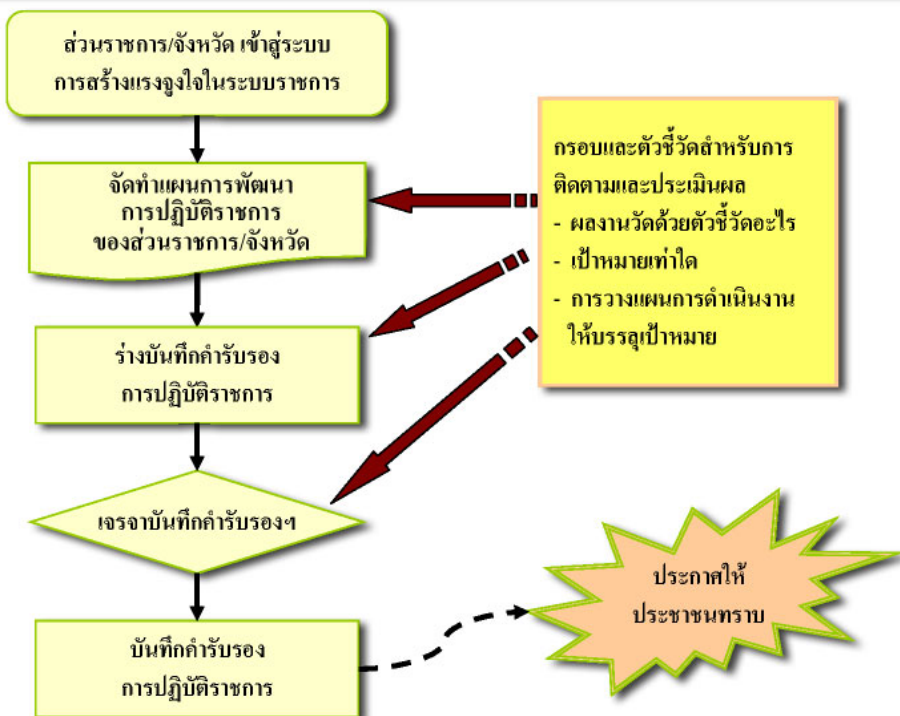 ส่วนราชการ/จังหวัด เข้าสู่ระบบ
การสร้างแรงจูงใจในระบบราชการ
จัดทำแผนการพัฒนา
การปฏิบัติราชการ
ของส่วนราชการ/จังหวัด
กรอบและตัวชี้วัดสำหรับการ
ติดตามและประเมินผล
- ผลงานวัดด้วยตัวชี้วัดอะไร
- เป้าหมายเท่าใด
- การวางแผนการดำเนินงาน
ให้บรรลุเป้าหมาย
ร่างบันทึกคำรับรอง
การปฏิบัติราชการ
เจรจาบันทึกคำรับรองฯ
บันทึกคำรับรอง
การปฏิบัติราชการ
ประกาศให้
ประชาชนทราบ